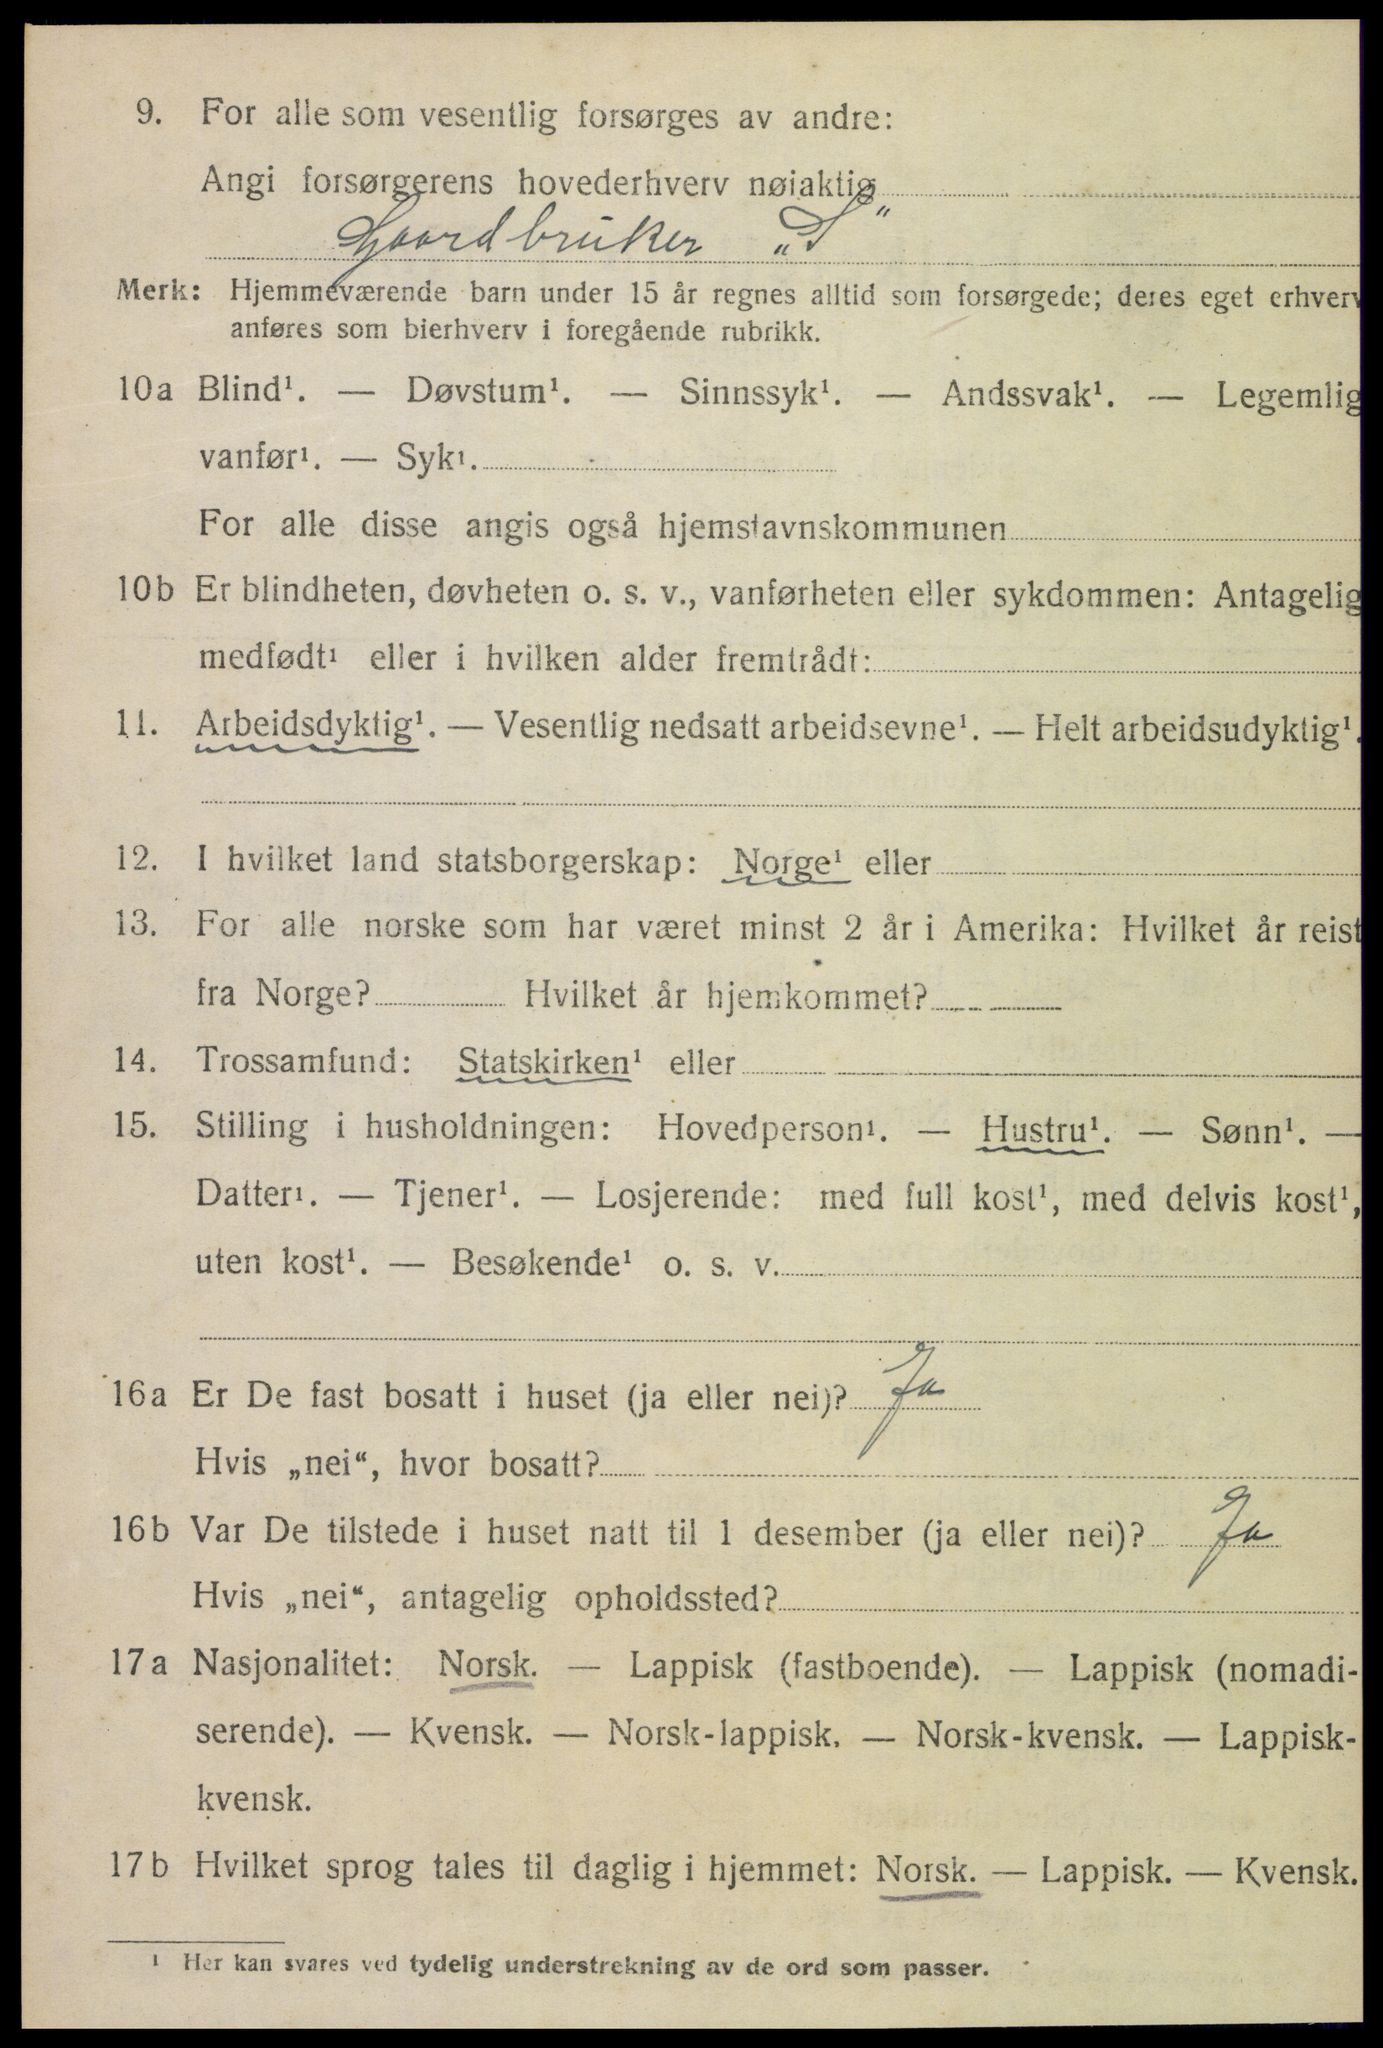 9. For alle som vesentlig forsørges av andre:
Angi forsørgerens hovederhverv nøiaktig
Gaardbruker „S"
Merk: Hjemmeværende barn under 15 år regnes alltid som forsørgede; deres eget erhverv
anføres som bierhverv i foregående rubrikk.
10a Blind¹. — Døvstum¹. — Sinnssyk¹. — Andssvak¹. — Legemlig
vanfør¹. — Syk¹.
For alle disse angis også hjemstavnskommunen
10b Er blindheten, døvheten o. s. v., vanførheten eller sykdommen: Antagelig
medfødt¹ eller i hvilken alder fremtrådt:
11. Arbeidsdyktig¹. — Vesentlig nedsatt arbeidsevne¹. — Helt arbeidsudyktig¹.
12. I hvilket land statsborgerskap: Norge¹ eller
13. For alle norske som har været minst 2 år i Amerika: Hvilket år reist
fra Norge? Hvilket år hjemkommet?
14. Trossamfund: Statskirken¹ eller
15. Stilling i husholdningen: Hovedperson¹. — Hustru¹. — Sønn¹. —
Datter¹. — Tjener¹. — Losjerende: med full kost¹, med delvis kost¹,
uten kost¹. — Besøkende¹ o. s. v.
16a Er De fast bosatt i huset (ja eller nei)? Ja
Hvis „nei“, hvor bosatt?
16b Var De tilstede i huset natt til 1 desember (ja eller nei)? Ja
Hvis „nei“, antagelig opholdssted?
17a Nasjonalitet: Norsk. — Lappisk (fastboende). — Lappisk (nomadi-
serende). — Kvensk. — Norsk-lappisk. — Norsk-kvensk. — Lappisk-
kvensk.
17b Hvilket sprog tales til daglig i hjemmet: Norsk. — Lappisk. — Kvensk.
¹ Her kan svares ved tydelig understrekning av de ord som passer.